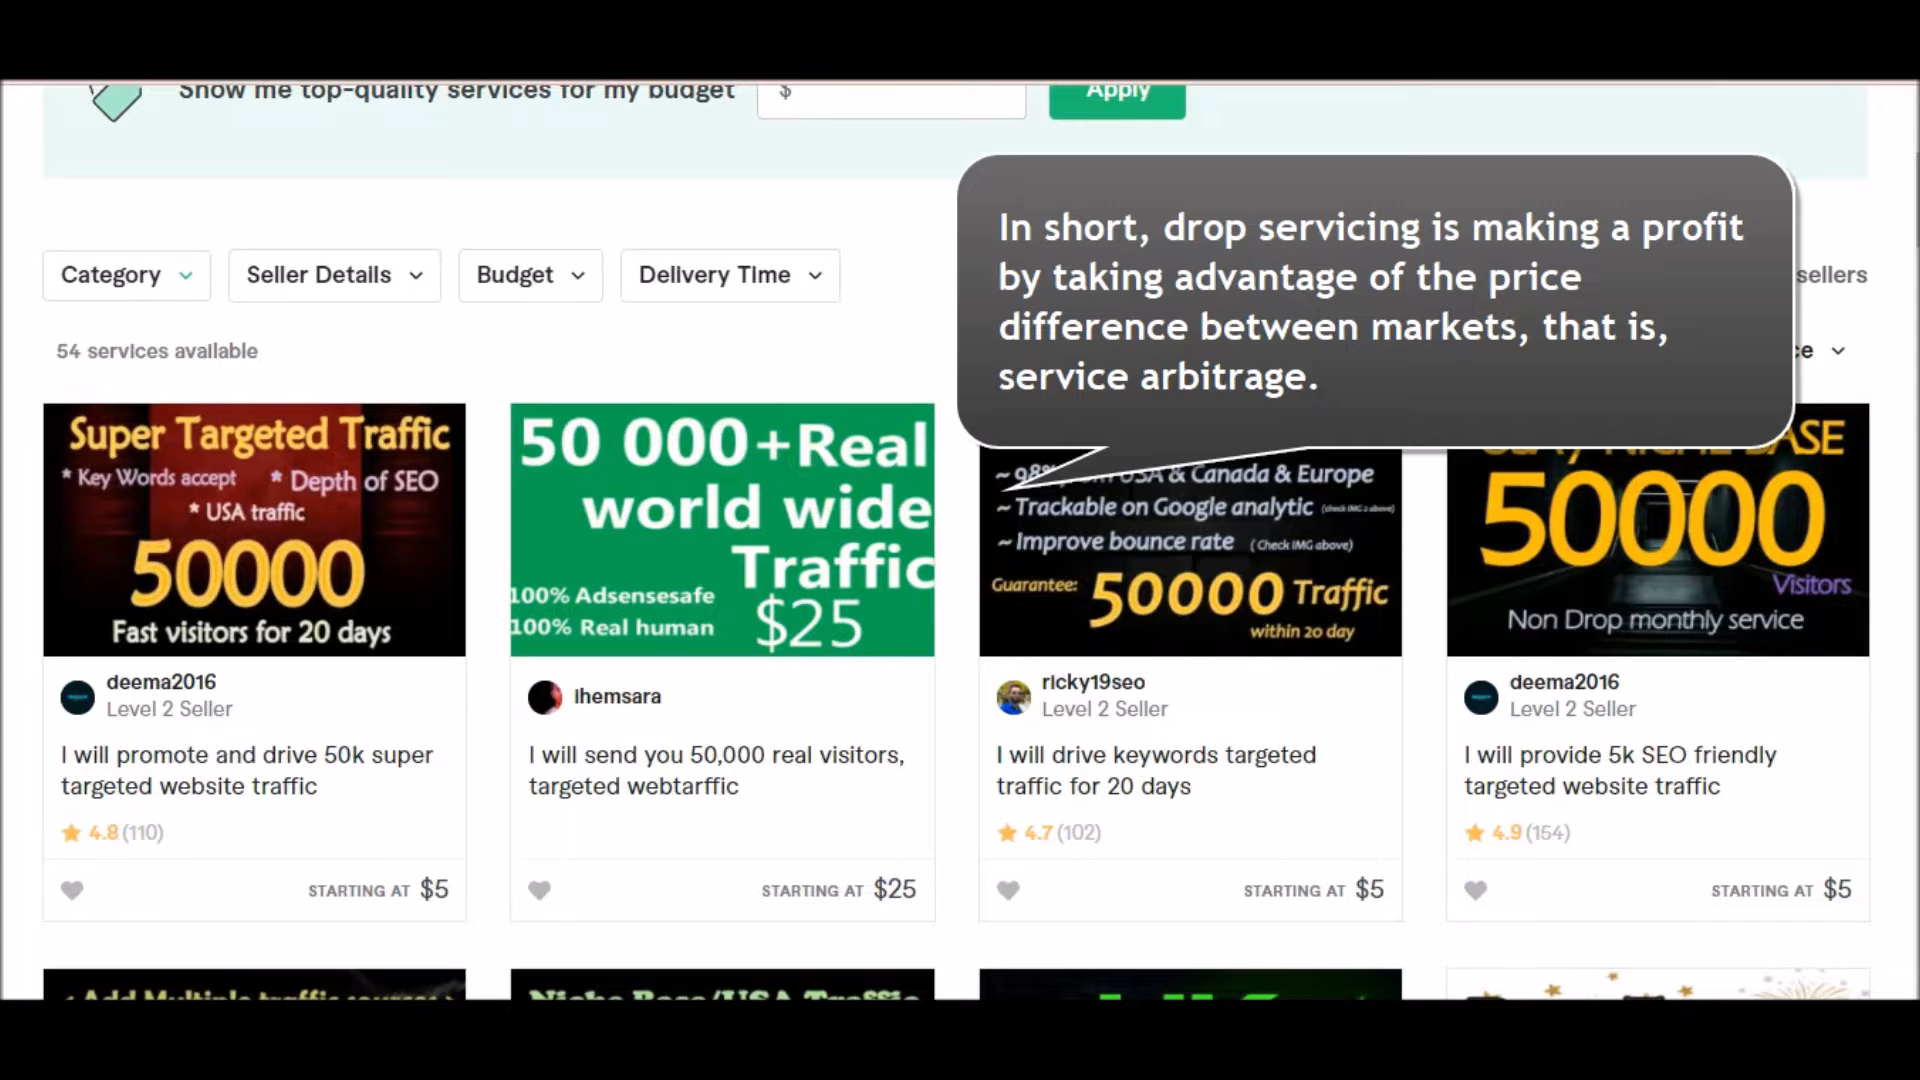 Show me top-quality services for my budget
$
Apply
In short, drop servicing is making a profit
by taking advantage of the price
difference between markets, that is,
service arbitrage.
Category
Seller Details
Budget
Delivery Time
sellers
54 services available
Super Targeted Traffic
* Key Words accept * Depth of SEO
* USA traffic
50000
Fast visitors for 20 days
deema2016
Level 2 Seller
I will promote and drive 50k super
targeted website traffic
4.8 (110)
STARTING AT $5
50 000+Real
world wide
Traffic
100% Adsensesafe
100% Real human
$25
lhemsara
I will send you 50,000 real visitors,
targeted webtarffic
STARTING AT $25
USA & Canada & Europe
~Trackable on Google analytic (check IMG 2 above)
~Improve bounce rate (Check IMG above)
Guarantee: 50000 Traffic
within 20 day
ricky19seo
Level 2 Seller
I will drive keywords targeted
traffic for 20 days
4.7 (102)
STARTING AT $5
50000
Visitors
Non Drop monthly service
deema2016
Level 2 Seller
I will provide 5k SEO friendly
targeted website traffic
4.9 (154)
STARTING AT $5